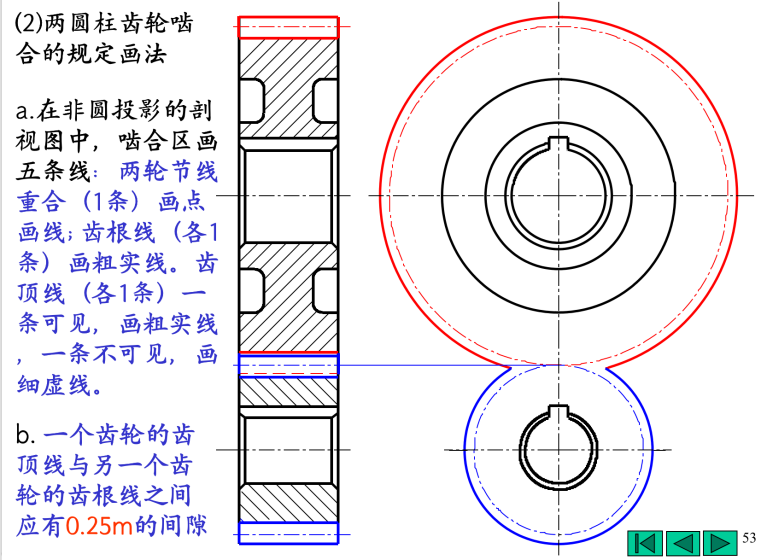 (2)两圆柱齿轮啮
合的规定画法
a.在非圆投影的剖
视图中，啮合区画
五条线：两轮节线
重合（1条）画点
画线；齿根线（各1
条）画粗实线。齿
顶线（各1条）一
条可见，画粗实线
，一条不可见，画
细虚线。
b. 一个齿轮的齿
顶线与另一个齿
轮的齿根线之间
应有0.25m的间隙
53